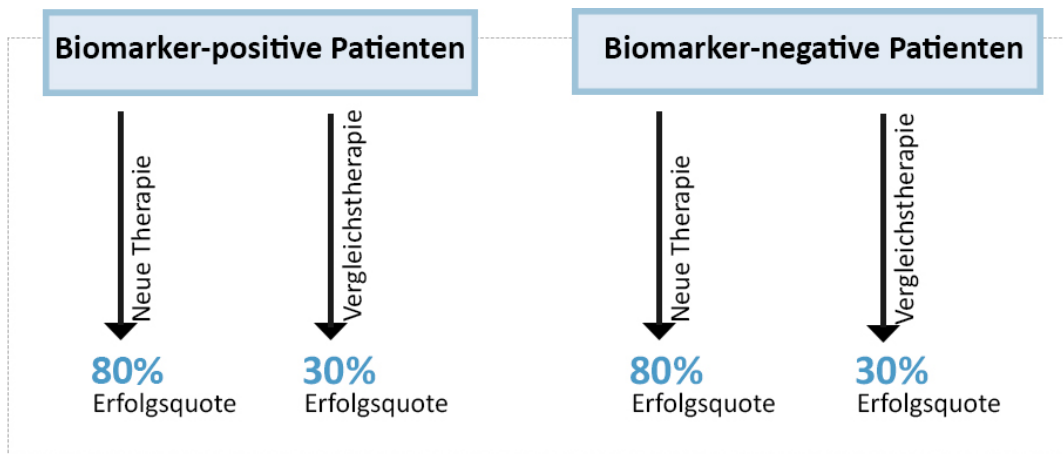 Biomarker-positive Patienten
Biomarker-negative Patienten
Neue Therapie
Vergleichstherapie
Neue Therapie
Vergleichstherapie
80%
Erfolgsquote
30%
Erfolgsquote
80%
Erfolgsquote
30%
Erfolgsquote